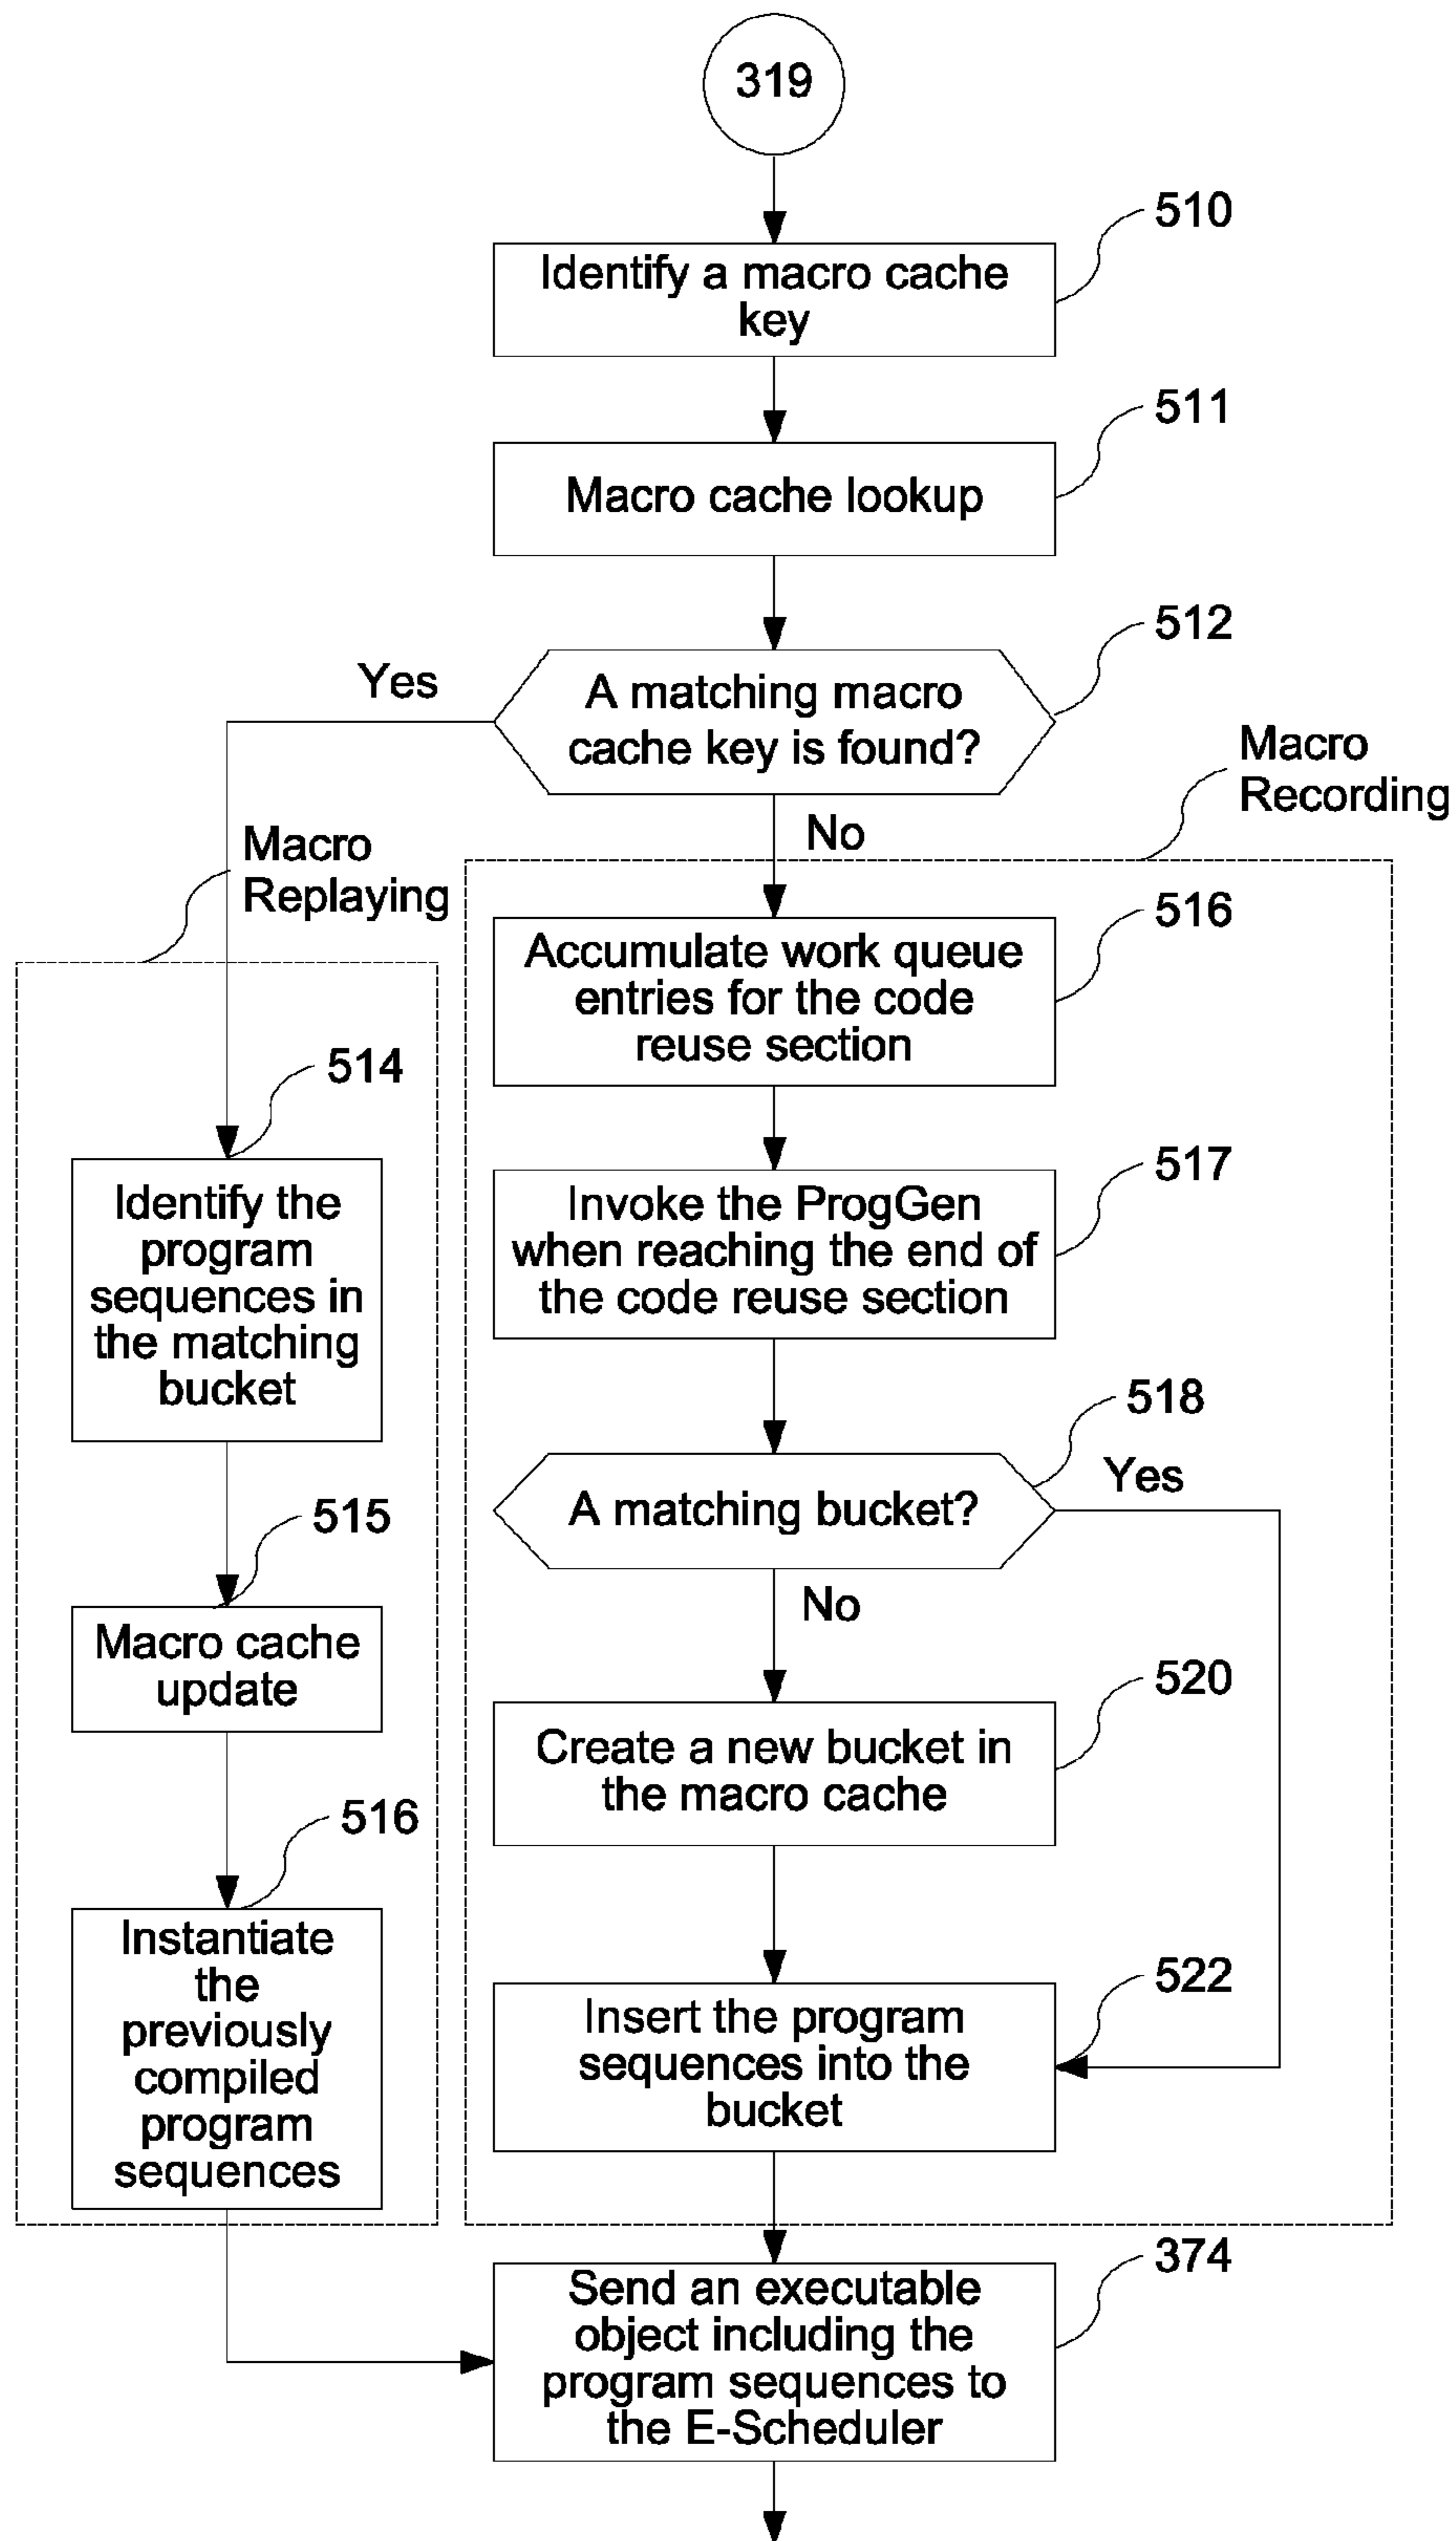 319
510
Identify a macro cache
key
511
Macro cache lookup
512
Yes
A matching macro
cache key is found?
Macro
Recording
No
Macro
Replaying
516
Accumulate work queue
entries for the code
reuse section
514
517
Identify the
program
sequences in
the matching
bucket
Invoke the ProgGen
when reaching the end of
the code reuse section
518
Yes
A matching bucket?
515
No
Macro cache
update
520
Create a new bucket in
the macro cache
516
Instantiate
the
previously
compiled
program
sequences
522
Insert the program
sequences into the
bucket
374
Send an executable
object including the
program sequences to
the E-Scheduler